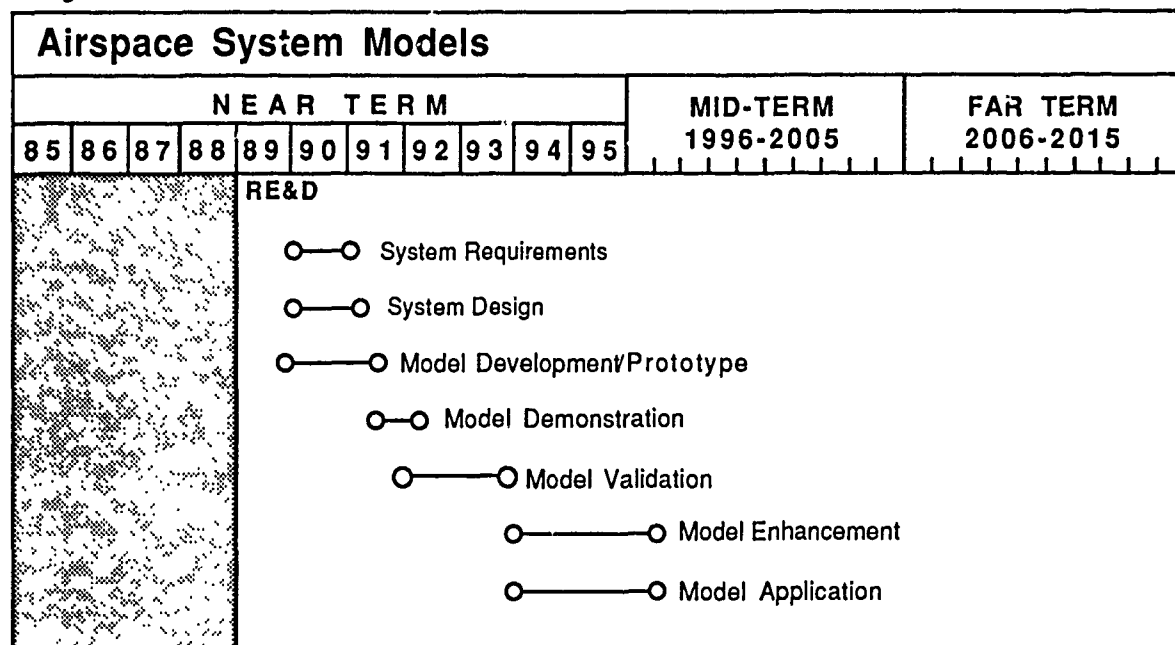 Airspace System Models
NEAR TERM
MID-TERM
1996-2005
FAR TERM
2006-2015
85 86 87 88 89 90 91 92 93 94 95
RE&D
System Requirements
System Design
Model Development/Prototype
Model Demonstration
Model Validation
Model Enhancement
Model Application